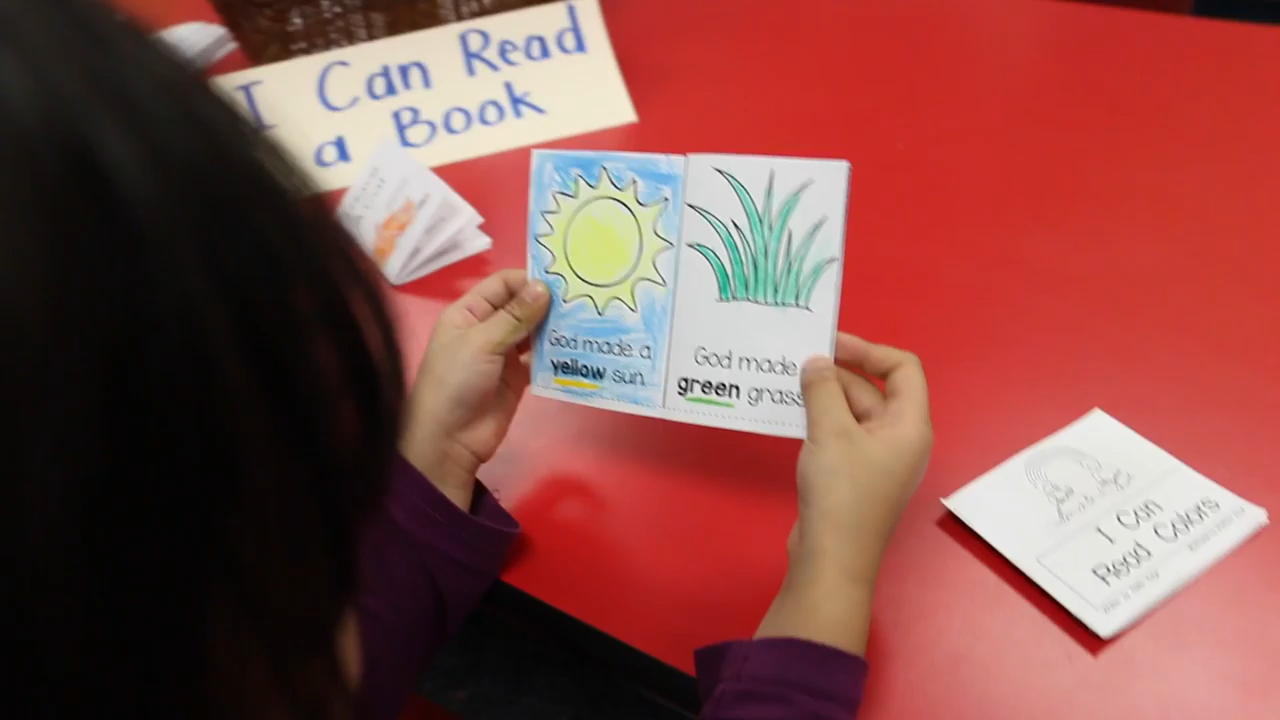 I Can Read
a Book
God made a
yellow sun.
God made
green grass
I Can
Read Colors